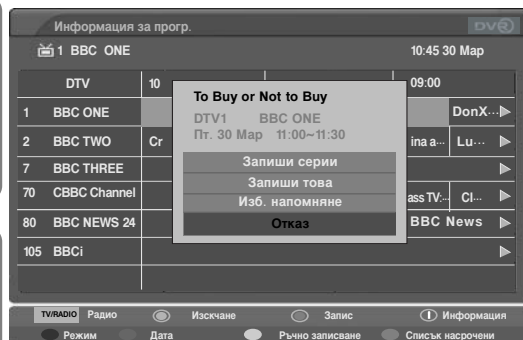 Информация за прогр. DVR
1 BBC ONE 10:45 30 Мар
DTV 10 09:00
1 BBC ONE DonX...
2 BBC TWO Cr ina a... Lu...
7 BBC THREE
70 CBBC Channel ass TV:... Cl...
80 BBC NEWS 24 BBC News
105 BBCi
To Buy or Not to Buy
DTV1 BBC ONE
Пт. 30 Мар 11:00~11:30
Запиши серии
Запиши това
Изб. напомняне
Отказ
TV/RADIO Радио Изскчане Запис Информация
Режим Дата Ръчно записване Списък насрочени